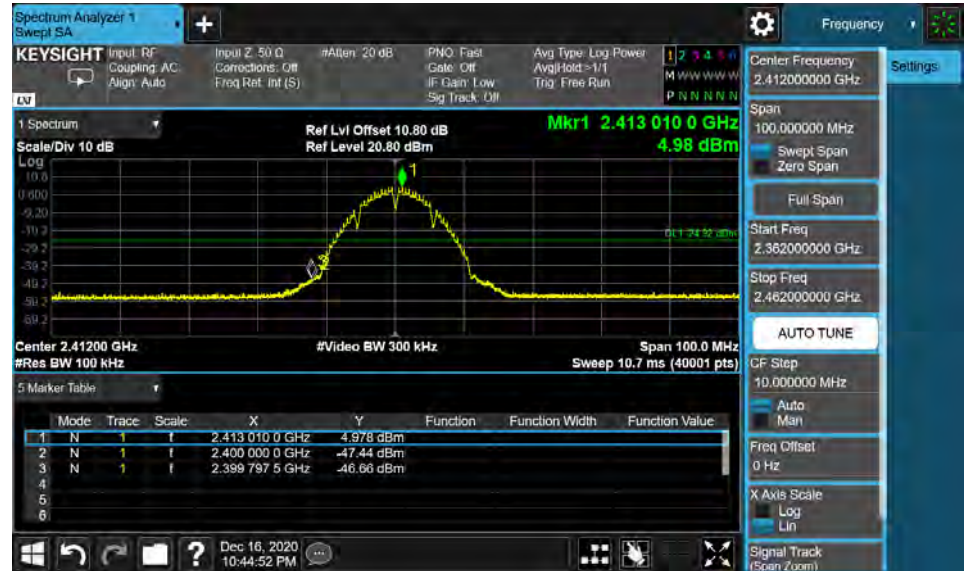 Spectrum Analyzer 1
Swept SA
+
Frequency
KEYSIGHT
Input: RF
Coupling: AC
Align: Auto
Input Z: 50 Ω
Corrections: Off
Freq Ref: Int (S)
#Atten: 20 dB
PNO: Fast
Gate: Off
IF Gain: Low
Sig Track: Off
Avg Type: Log-Power
Avg|Hold:>1/1
Trig: Free Run
1 2 3 4 5 6
M W W W W W
P N N N N N
LXI
1 Spectrum
Scale/Div 10 dB
Ref Lvl Offset 10.80 dB
Ref Level 20.80 dBm
Mkr1 2.413 010 0 GHz
4.98 dBm
Log
10.8
0.800
-9.20
-19.2
-29.2
-39.2
-49.2
-59.2
-69.2
1
3
DL1 -24.92 dBm
Center 2.41200 GHz
#Res BW 100 kHz
#Video BW 300 kHz
Span 100.0 MHz
Sweep 10.7 ms (40001 pts)
5 Marker Table
Mode Trace Scale X Y Function Function Width Function Value
1 N 1 f 2.413 010 0 GHz 4.978 dBm
2 N 1 f 2.400 000 0 GHz -47.44 dBm
3 N 1 f 2.399 797 5 GHz -46.66 dBm
4
5
6
? Dec 16, 2020
10:44:52 PM
Center Frequency
2.412000000 GHz
Settings
Span
100.000000 MHz
Swept Span
Zero Span
Full Span
Start Freq
2.362000000 GHz
Stop Freq
2.462000000 GHz
AUTO TUNE
CF Step
10.000000 MHz
Auto
Man
Freq Offset
0 Hz
X Axis Scale
Log
Lin
Signal Track
(Span Zoom)